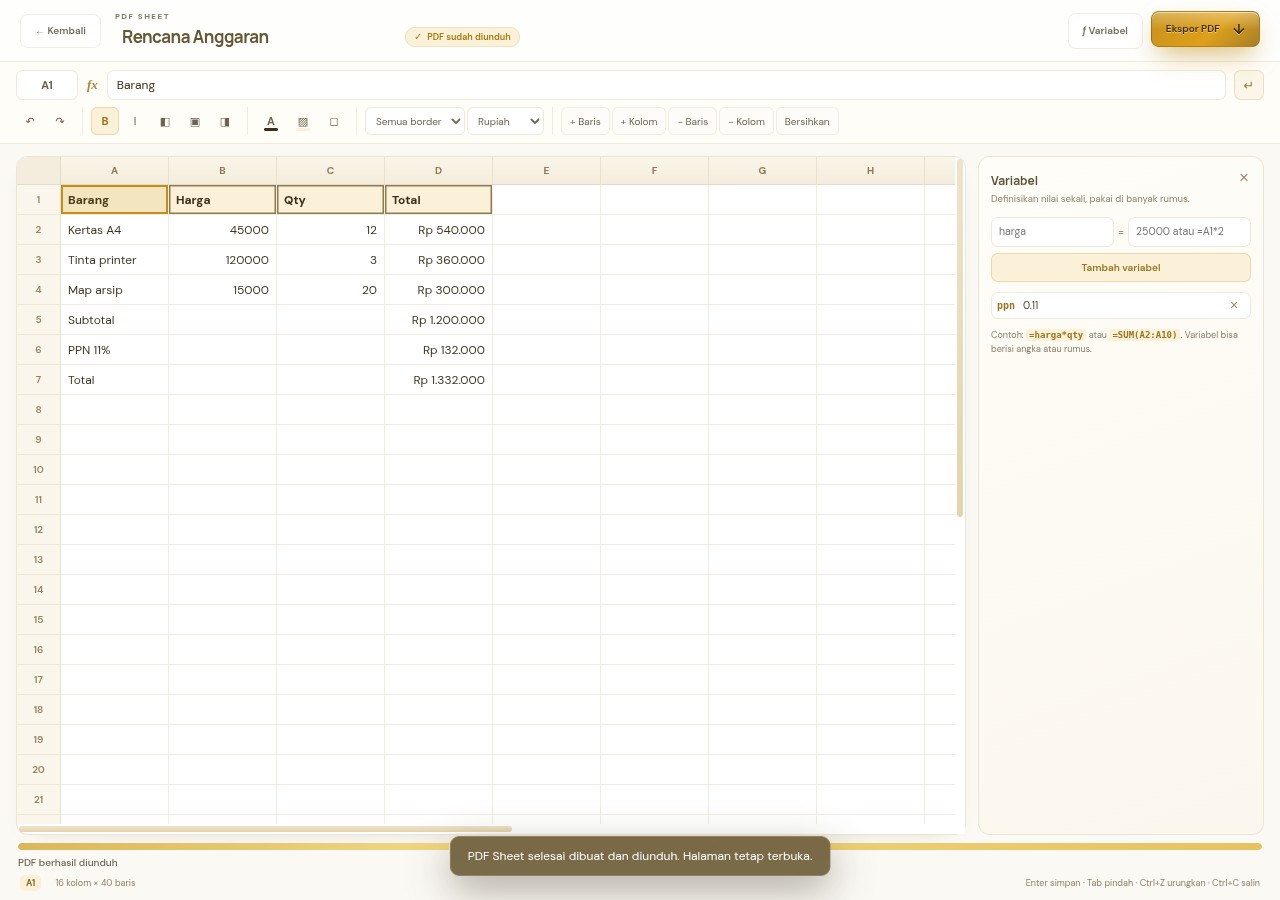 ← Kembali
PDF SHEET
Rencana Anggaran
✓ PDF sudah diunduh
ƒ Variabel
Ekspor PDF ↓
A1
fx
Barang
↵
↶ ↷ B I ◧ ▣ ◨ A ▨ □ Semua border Rupiah + Baris + Kolom − Baris − Kolom Bersihkan
A B C D E F G H
1 Barang Harga Qty Total
2 Kertas A4 45000 12 Rp 540.000
3 Tinta printer 120000 3 Rp 360.000
4 Map arsip 15000 20 Rp 300.000
5 Subtotal Rp 1.200.000
6 PPN 11% Rp 132.000
7 Total Rp 1.332.000
8
9
10
11
12
13
14
15
16
17
18
19
20
21
Variabel ×
Definisikan nilai sekali, pakai di banyak rumus.
harga = 25000 atau =A1*2
Tambah variabel
ppn 0.11 ×
Contoh: =harga*qty atau =SUM(A2:A10). Variabel bisa
berisi angka atau rumus.
PDF Sheet selesai dibuat dan diunduh. Halaman tetap terbuka.
PDF berhasil diunduh
A1 16 kolom × 40 baris
Enter simpan · Tab pindah · Ctrl+Z urungkan · Ctrl+C salin